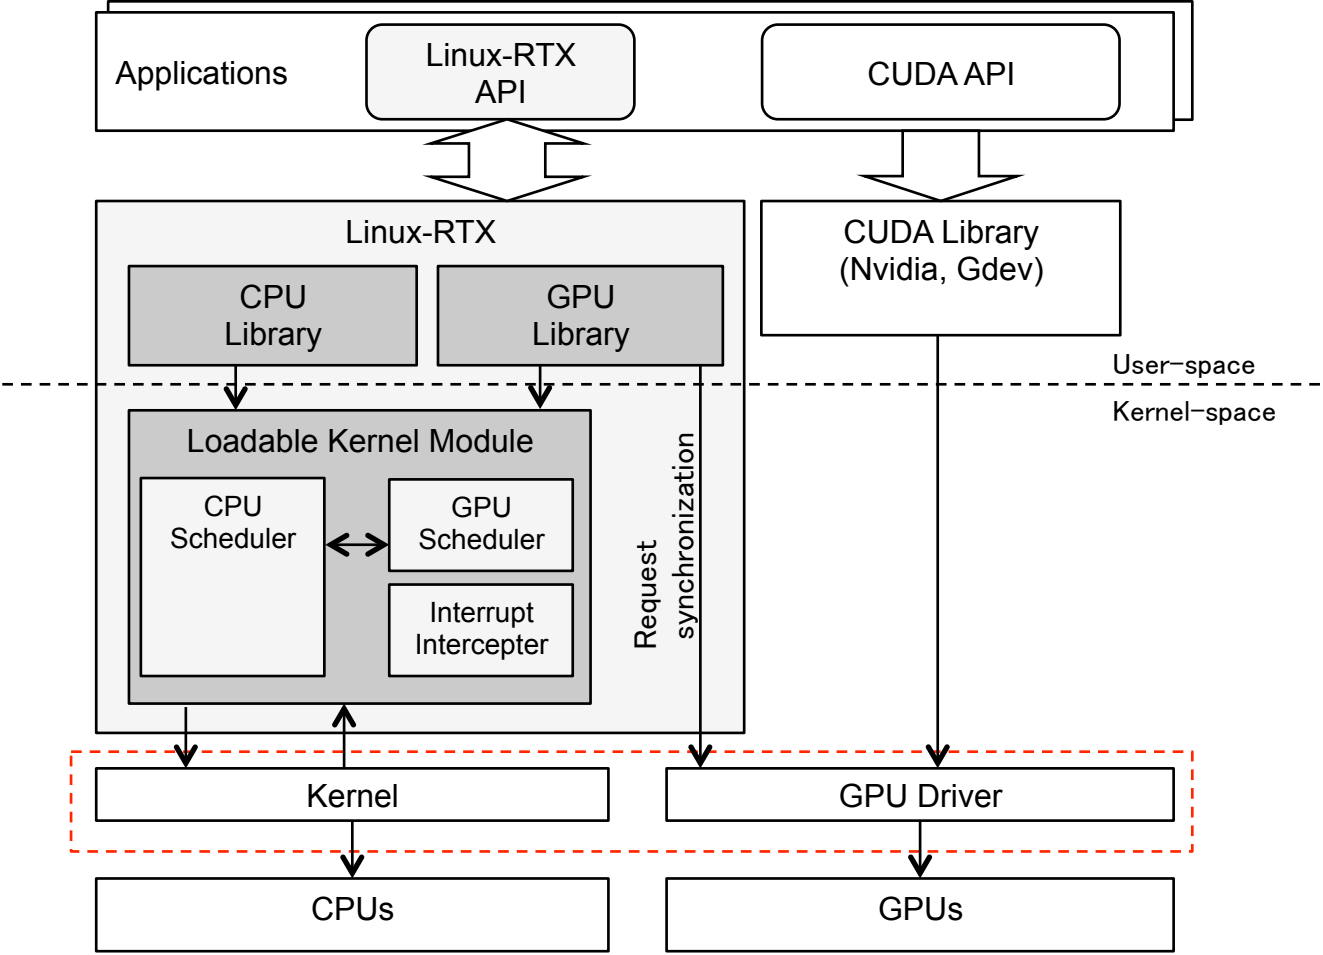 Applications
Linux-RTX
API
CUDA API
Linux-RTX
CPU
Library
GPU
Library
CUDA Library
(Nvidia, Gdev)
User-space
Kernel-space
Loadable Kernel Module
CPU
Scheduler
GPU
Scheduler
Interrupt
Intercepter
Request
synchronization
Kernel
GPU Driver
CPUs
GPUs